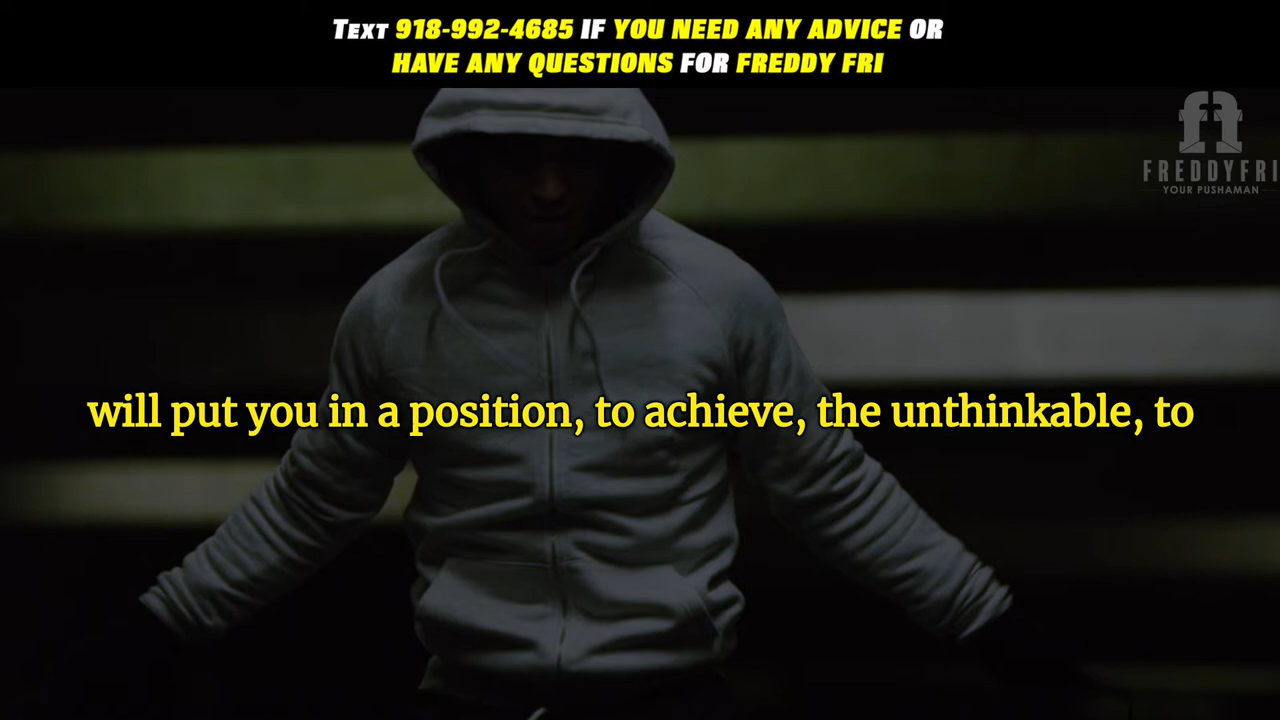 Text 918-992-4685 IF YOU NEED ANY ADVICE OR
HAVE ANY QUESTIONS FOR FREDDY FRI
FREDDYFRI
YOUR PUSHAMAN
will put you in a position, to achieve, the unthinkable, to